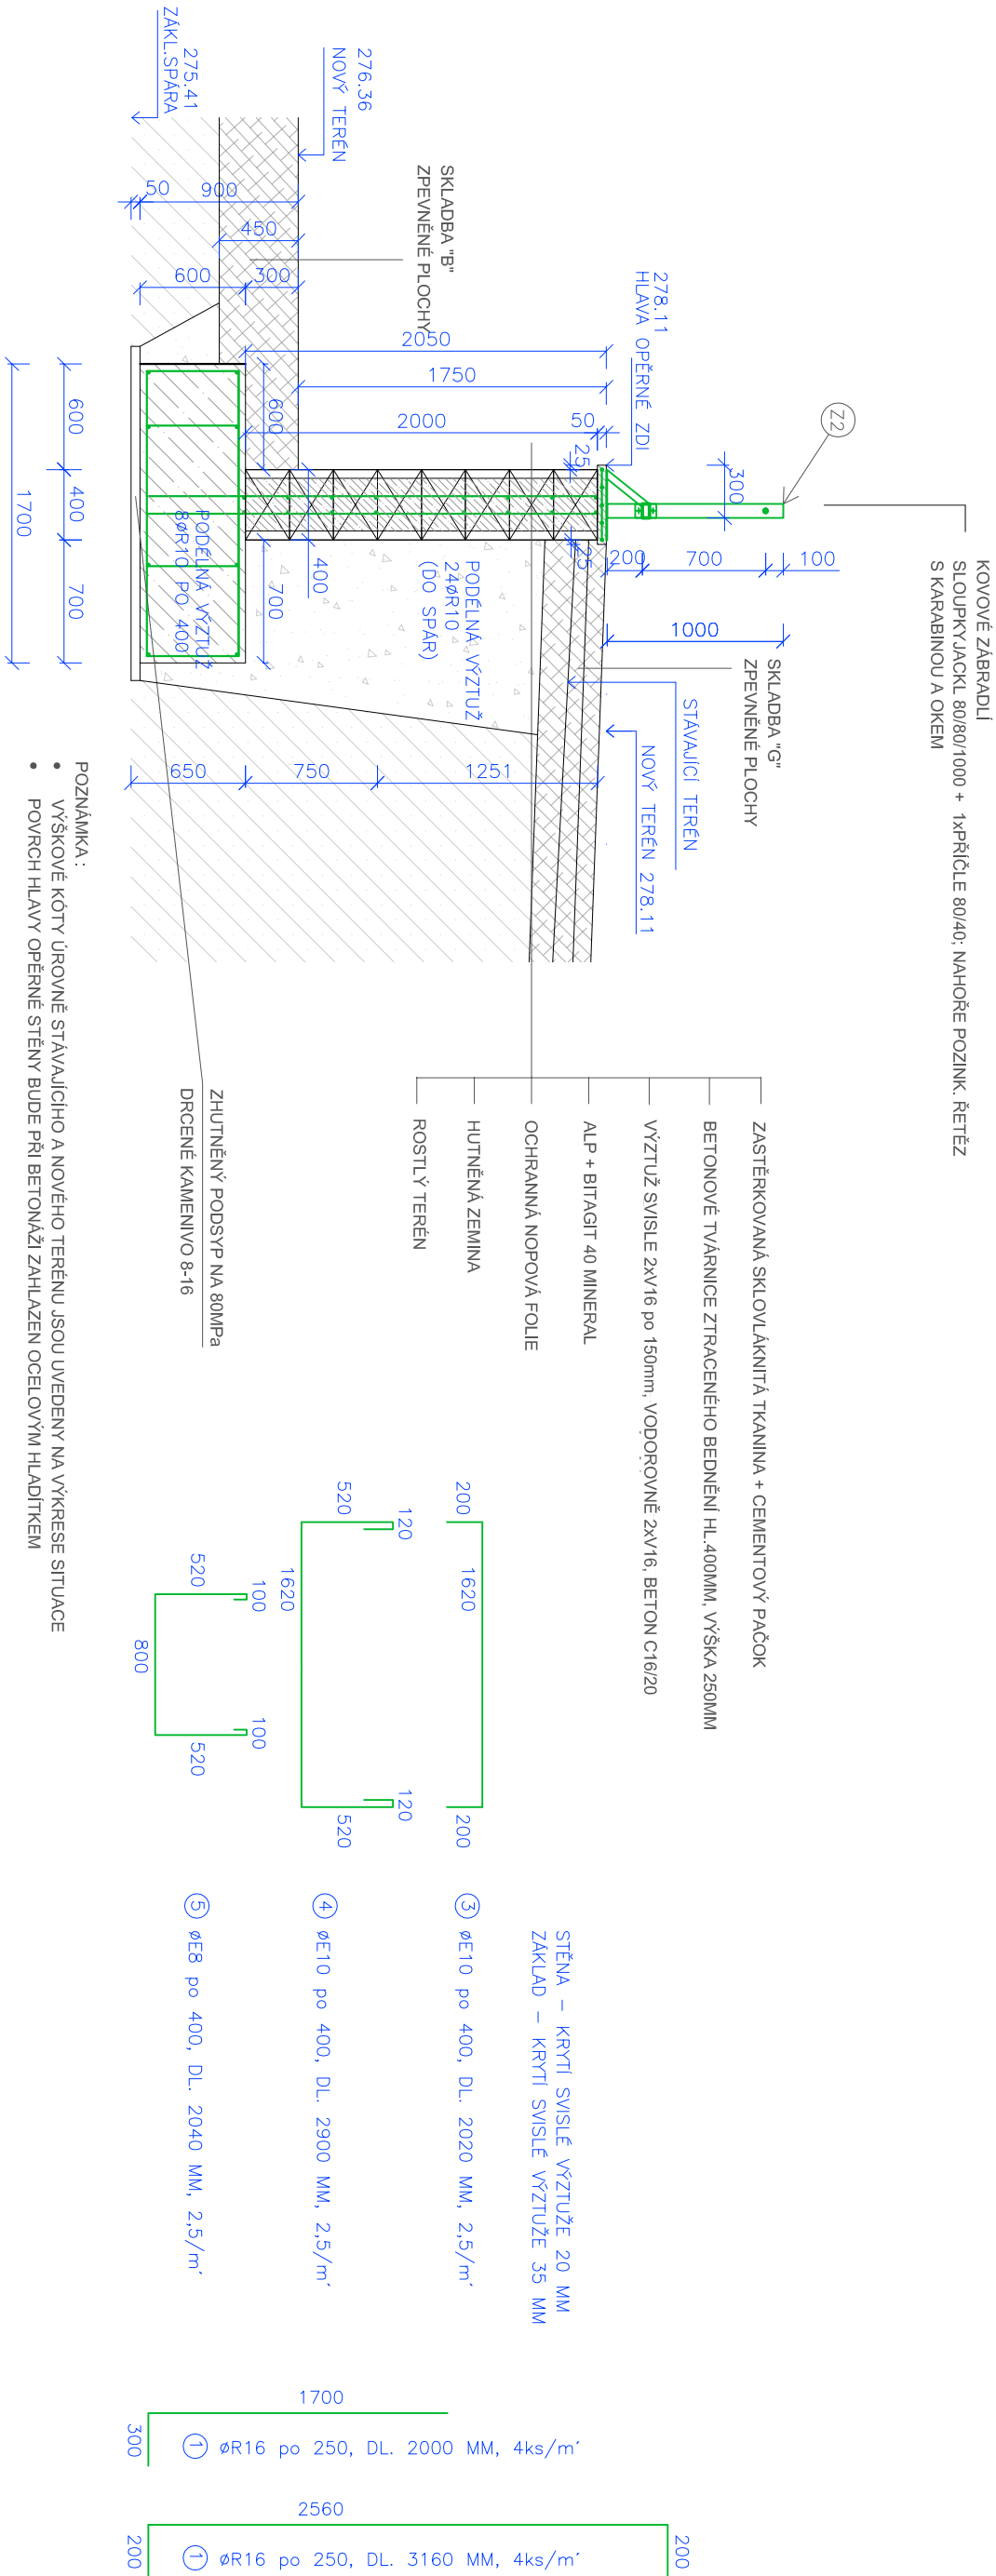 KOVOVÉ ZÁBRADLÍ
SLOUPKYJACKL 80/80/1000 + 1xPŘÍČLE 80/40; NAHOŘE POZINK. ŘETĚZ
S KARABINOU A OKEM
Z2
300
100
700
200
1000
278.11
HLAVA OPĚRNÉ ZDI
SKLADBA "G"
ZPEVNĚNÉ PLOCHY
STÁVAJÍCÍ TERÉN
NOVÝ TERÉN 278.11
SKLADBA "B"
ZPEVNĚNÉ PLOCHY
276.36
NOVÝ TERÉN
275.41
ZÁKL.SPÁRA
50
900
450
600
300
2050
1750
2000
50
25
25
600
400
700
PODÉLNÁ VÝZTUŽ
24øR10
(DO SPÁR)
PODÉLNÁ VÝZTUŽ
8øR10 PO 400
1251
750
650
600
400
700
1700
ZASTĚRKOVANÁ SKLOVLÁKNITÁ TKANINA + CEMENTOVÝ PAČOK
BETONOVÉ TVÁRNICE ZTRACENÉHO BEDNĚNÍ HL.400MM, VÝŠKA 250MM
VÝZTUŽ SVISLE 2xV16 po 150mm, VODOROVNĚ 2xV16, BETON C16/20
ALP + BITAGIT 40 MINERAL
OCHRANNÁ NOPOVÁ FOLIE
HUTNĚNÁ ZEMINA
ROSTLÝ TERÉN
ZHUTNĚNÝ PODSYP NA 80MPa
DRCENÉ KAMENIVO 8-16
POZNÁMKA :
• VÝŠKOVÉ KÓTY ÚROVNĚ STÁVAJÍCÍHO A NOVÉHO TERÉNU JSOU UVEDENY NA VÝKRESE SITUACE
• POVRCH HLAVY OPĚRNÉ STĚNY BUDE PŘI BETONÁŽI ZAHLAZEN OCELOVÝM HLADÍTKEM
STĚNA – KRYTÍ SVISLÉ VÝZTUŽE 20 MM
ZÁKLAD – KRYTÍ SVISLÉ VÝZTUŽE 35 MM
200
1620
200
3 øE10 po 400, DL. 2020 MM, 2,5/m´
120
120
520
520
1620
4 øE10 po 400, DL. 2900 MM, 2,5/m´
100
100
520
520
800
5 øE8 po 400, DL. 2040 MM, 2,5/m´
1700
300
1 øR16 po 250, DL. 2000 MM, 4ks/m´
2560
200
200
1 øR16 po 250, DL. 3160 MM, 4ks/m´